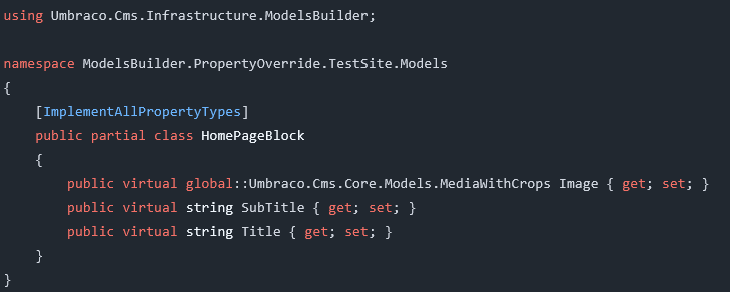 using Umbraco.Cms.Infrastructure.ModelsBuilder;
namespace ModelsBuilder.PropertyOverride.TestSite.Models
{
    [ImplementAllPropertyTypes]
    public partial class HomePageBlock
    {
        public virtual global::Umbraco.Cms.Core.Models.MediaWithCrops Image { get; set; }
        public virtual string SubTitle { get; set; }
        public virtual string Title { get; set; }
    }
}